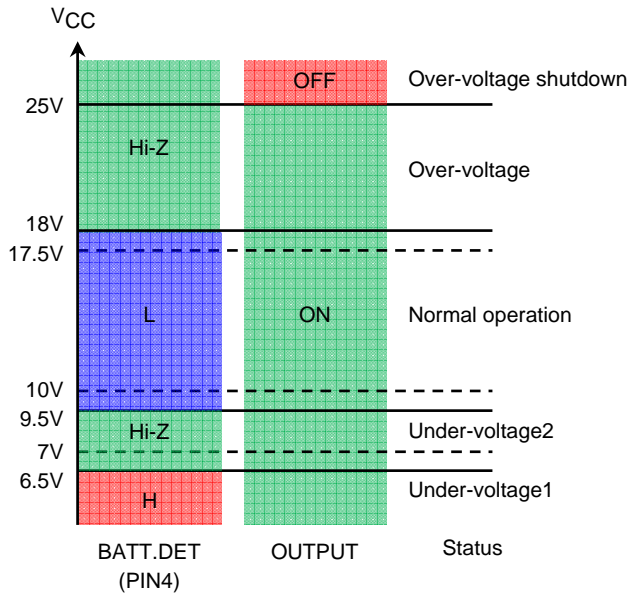 VCC
OFF
Over-voltage shutdown
25V
Hi-Z
Over-voltage
18V
17.5V
L
ON
Normal operation
10V
9.5V
Hi-Z
Under-voltage2
7V
6.5V
H
Under-voltage1
BATT.DET
(PIN4)
OUTPUT
Status